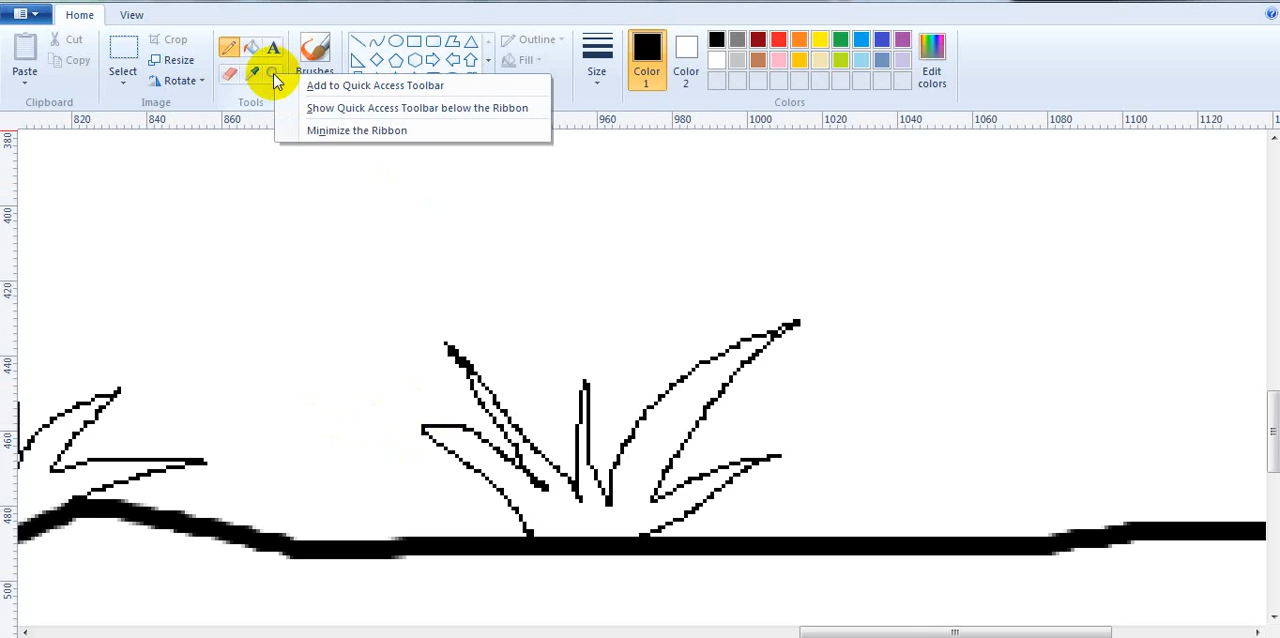 Home View
Paste
Cut
Copy
Clipboard
Select
Crop
Resize
Rotate
Image
A
Tools
Brushes
Outline
Fill
Size
Color 1
Color 2
Edit colors
Colors
Add to Quick Access Toolbar
Show Quick Access Toolbar below the Ribbon
Minimize the Ribbon
820 840 860 960 980 1000 1020 1040 1060 1080 1100 1120
380
400
420
440
460
480
500